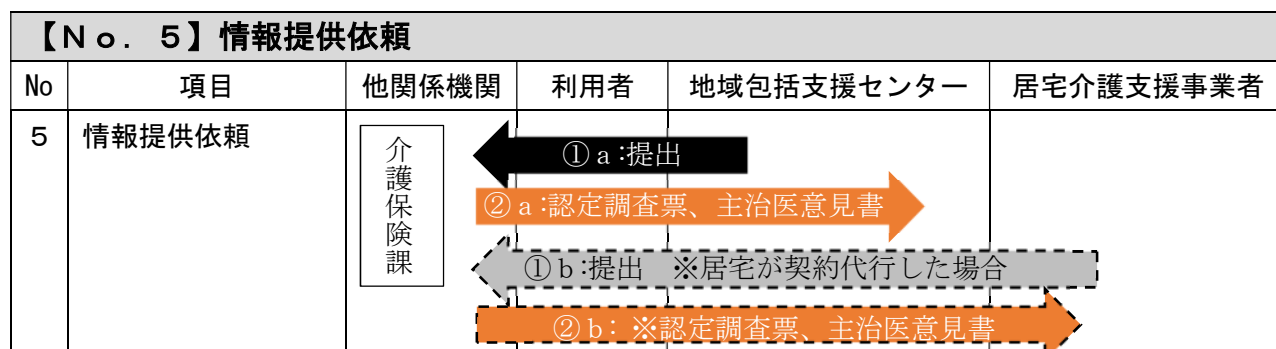 【No. 5】情報提供依頼
No 項目 他関係機関 利用者 地域包括支援センター 居宅介護支援事業者
5 情報提供依頼
介護保険課
①a:提出
②a:認定調査票、主治医意見書
①b:提出 ※居宅が契約代行した場合
②b: ※認定調査票、主治医意見書